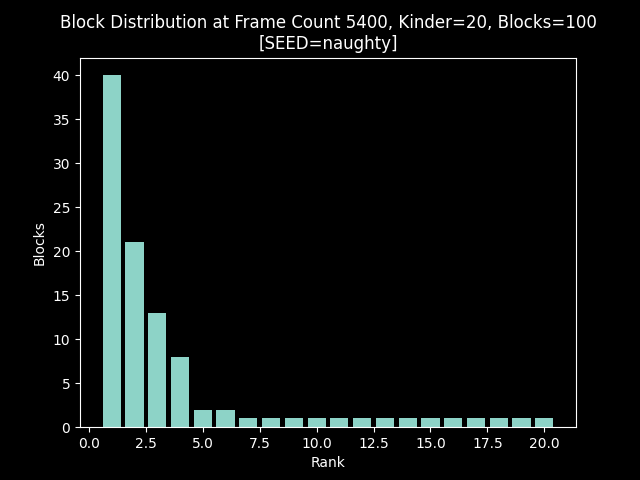 Block Distribution at Frame Count 5400, Kinder=20, Blocks=100
[SEED=naughty]
40
35
30
25
20
15
10
5
0
Blocks
0.0 2.5 5.0 7.5 10.0 12.5 15.0 17.5 20.0
Rank